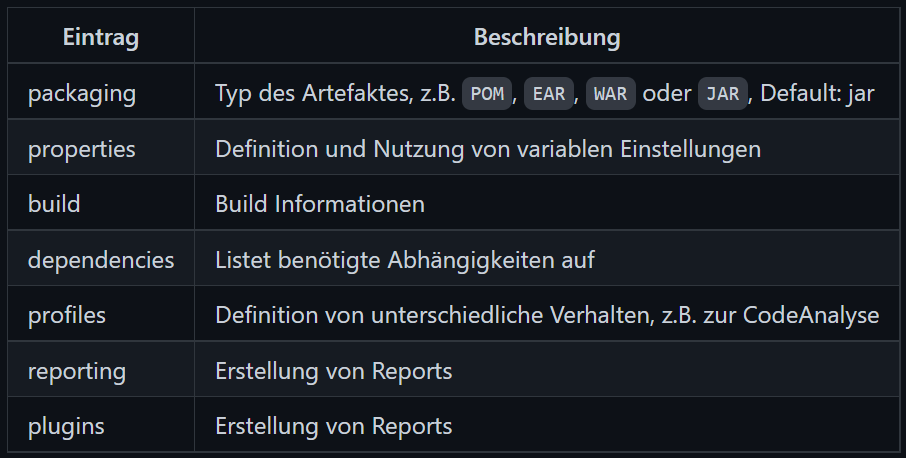 Eintrag Beschreibung
packaging Typ des Artefaktes, z.B. POM, EAR, WAR oder JAR, Default: jar
properties Definition und Nutzung von variablen Einstellungen
build Build Informationen
dependencies Listet benötigte Abhängigkeiten auf
profiles Definition von unterschiedliche Verhalten, z.B. zur CodeAnalyse
reporting Erstellung von Reports
plugins Erstellung von Reports